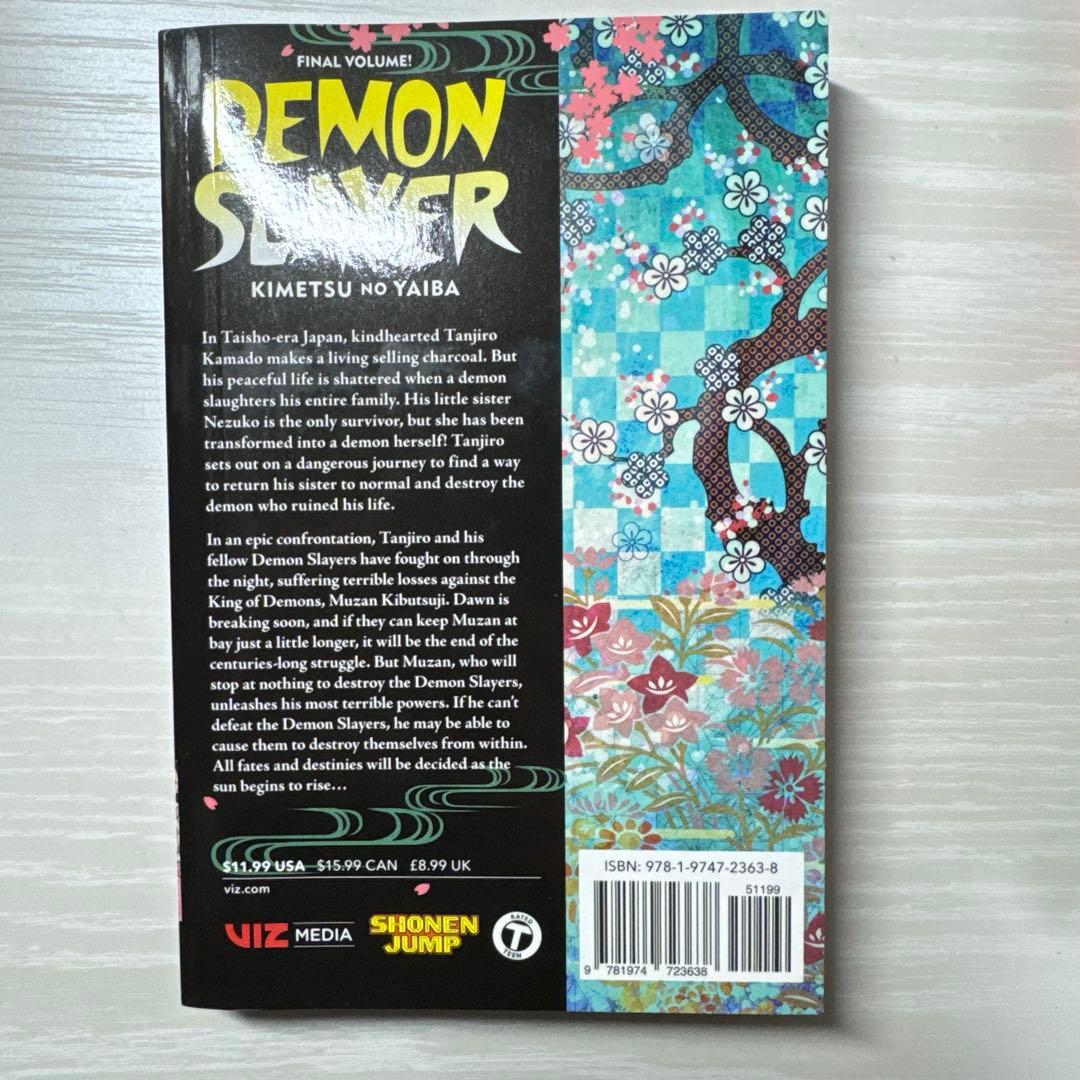 FINAL VOLUME!
DEMON
SLAYER
KIMETSU NO YAIBA
In Taisho-era Japan, kindhearted Tanjiro
Kamado makes a living selling charcoal. But
his peaceful life is shattered when a demon
slaughters his entire family. His little sister
Nezuko is the only survivor, but she has been
transformed into a demon herself! Tanjiro
sets out on a dangerous journey to find a way
to return his sister to normal and destroy the
demon who ruined his life.
In an epic confrontation, Tanjiro and his
fellow Demon Slayers have fought on through
the night, suffering terrible losses against the
King of Demons, Muzan Kibutsuji. Dawn is
breaking soon, and if they can keep Muzan at
bay just a little longer, it will be the end of the
centuries-long struggle. But Muzan, who will
stop at nothing to destroy the Demon Slayers,
unleashes his most terrible powers. If he can't
defeat the Demon Slayers, he may be able to
cause them to destroy themselves from within.
All fates and destinies will be decided as the
sun begins to rise…
$11.99 USA $15.99 CAN £8.99 UK
viz.com
VIZ MEDIA
SHONEN
JUMP
RATED
T
TEEN
ISBN: 978-1-9747-2363-8
51199
9 781974 723638